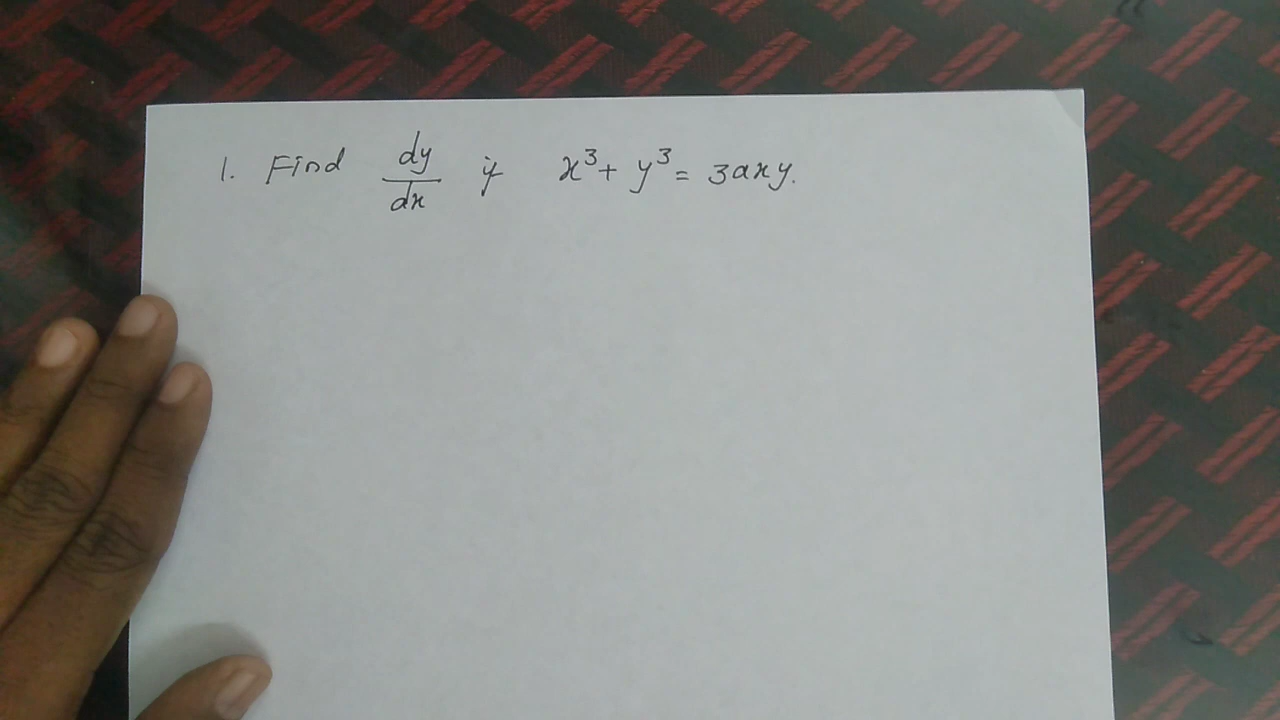 1. Find dy/dx if x³ + y³ = 3axy.